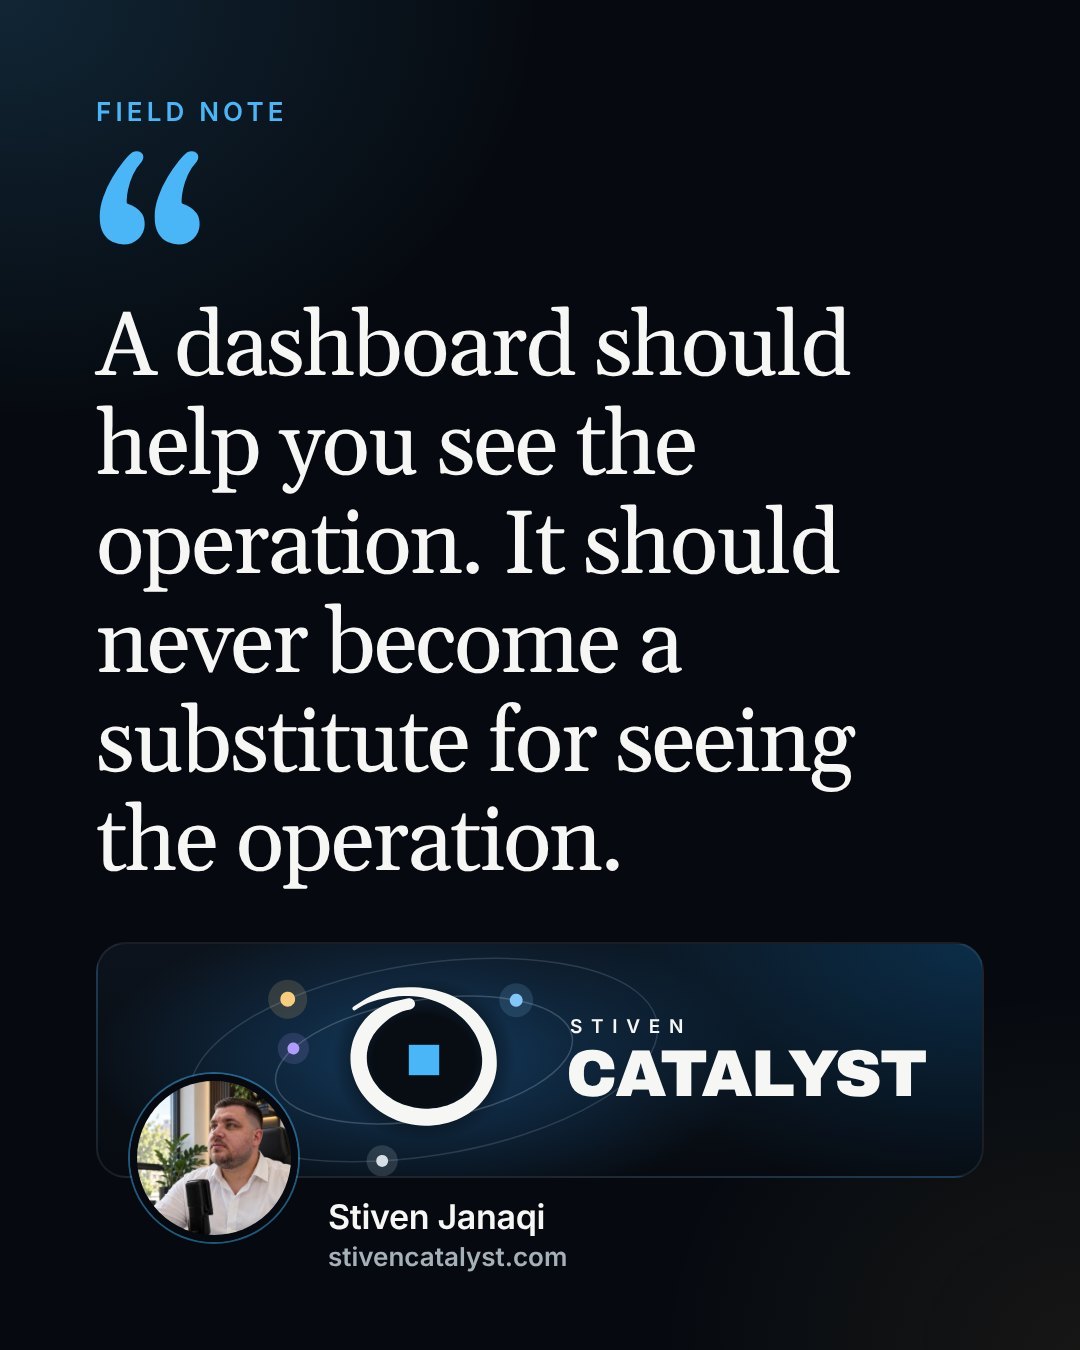 FIELD NOTE
“
A dashboard should
help you see the
operation. It should
never become a
substitute for seeing
the operation.
STIVEN
CATALYST
Stiven Janaqi
stivencatalyst.com